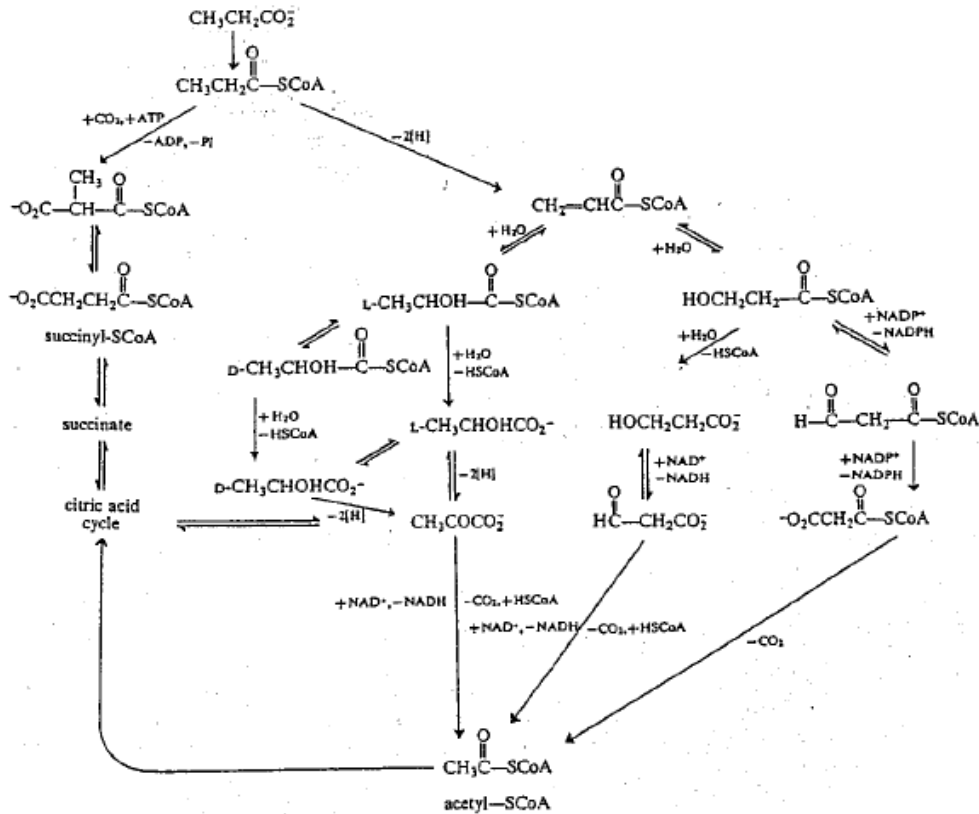 CH₃CH₂CO₂⁻
O
CH₃CH₂C—SCoA
+CO₂,+ATP
—ADP, —Pi
—2[H]
CH₃ O
⁻O₂C—CH—C—SCoA
O
CH₂=CHC—SCoA
+H₂O
+H₂O
O
⁻O₂CCH₂CH₂C—SCoA
succinyl-SCoA
O
L-CH₃CHOH—C—SCoA
O
HOCH₂CH₂—C—SCoA
+NADP⁺
—NADPH
+H₂O
—HSCoA
O
D-CH₃CHOH—C—SCoA
+H₂O
—HSCoA
succinate
+H₂O
—HSCoA
L-CH₃CHOHCO₂⁻
HOCH₂CH₂CO₂⁻
O O
H—C—CH₂—C—SCoA
+NADP⁺
—NADPH
+NAD⁺
—NADH
—2[H]
D-CH₃CHOHCO₂⁻
citric acid
cycle
—2[H]
CH₃COCO₂⁻
O
HC—CH₂CO₂⁻
O
⁻O₂CCH₂C—SCoA
+NAD⁺,—NADH —CO₂,+HSCoA
+NAD⁺,—NADH —CO₂,+HSCoA
—CO₂
O
CH₃C—SCoA
acetyl—SCoA